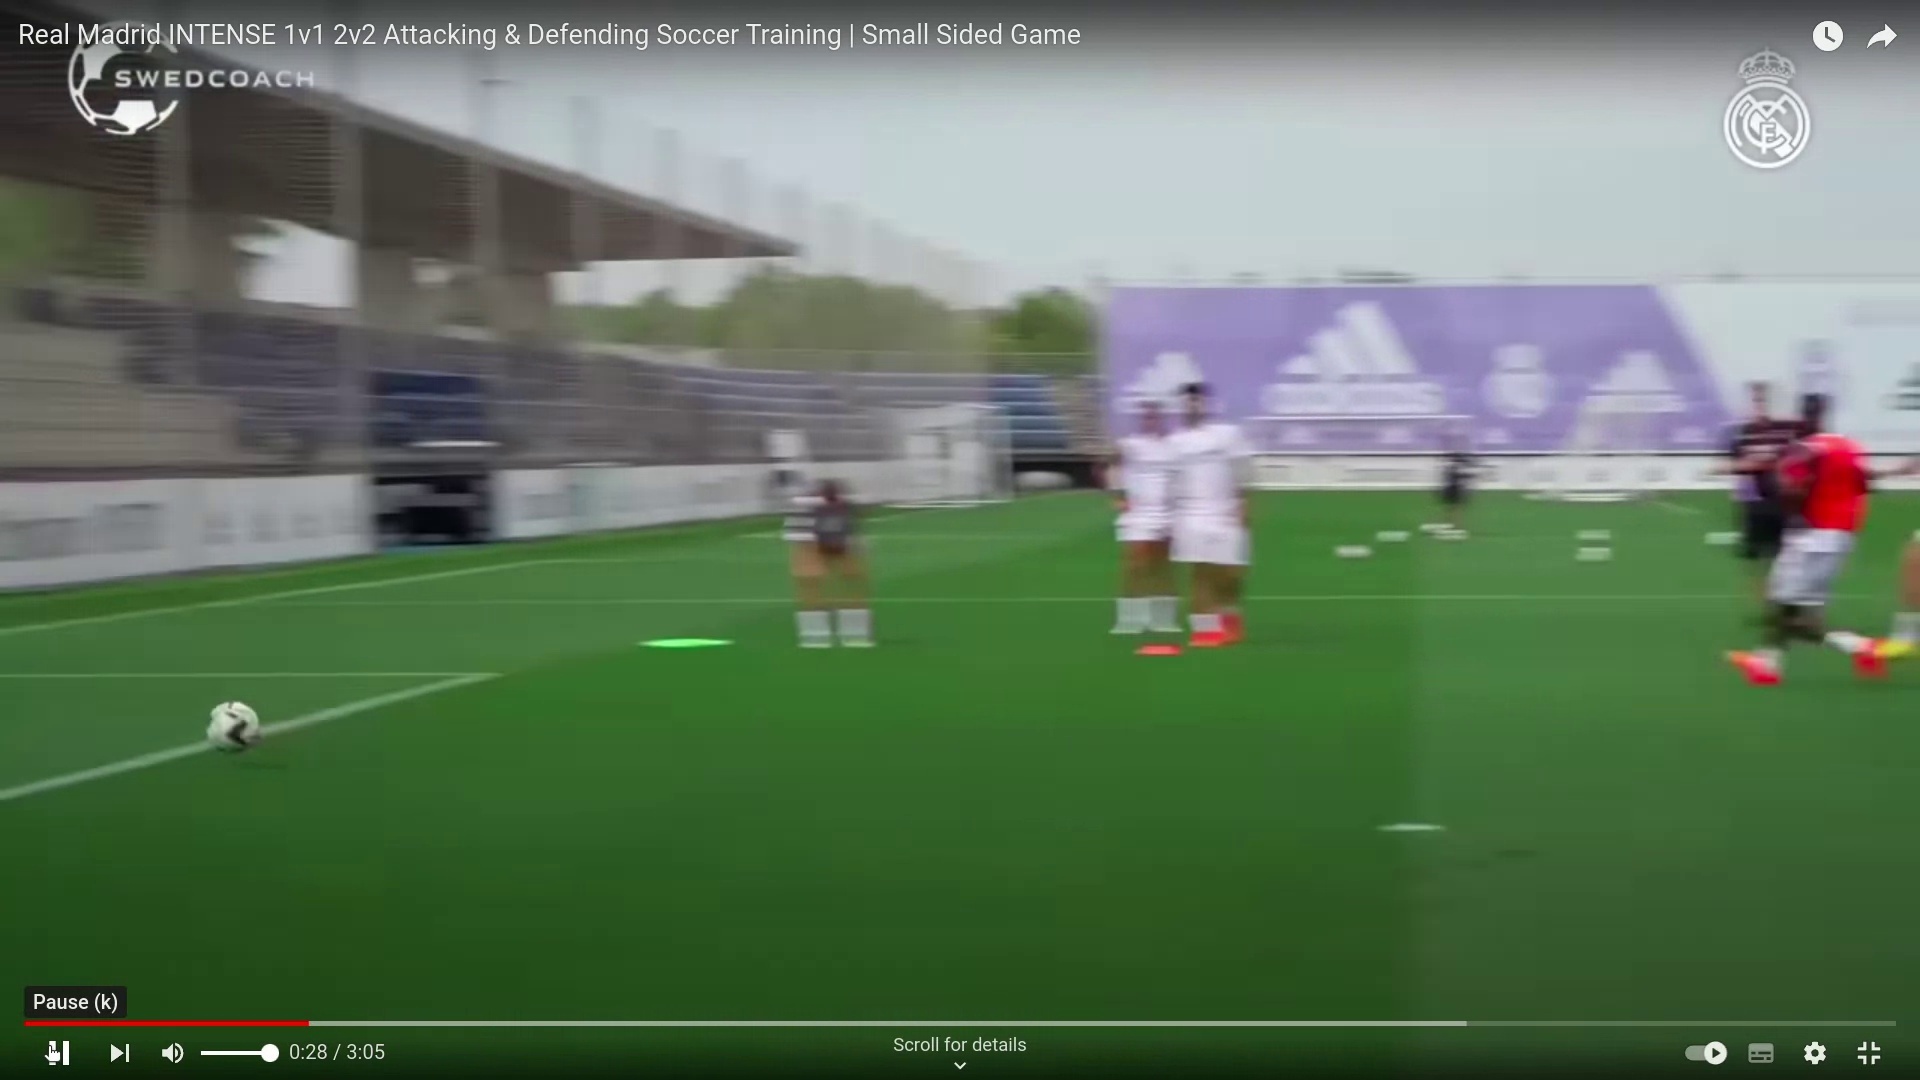 Real Madrid INTENSE 1v1 2v2 Attacking & Defending Soccer Training | Small Sided Game
SWEDCOACH
adidas
Pause (k)
0:28 / 3:05
Scroll for details